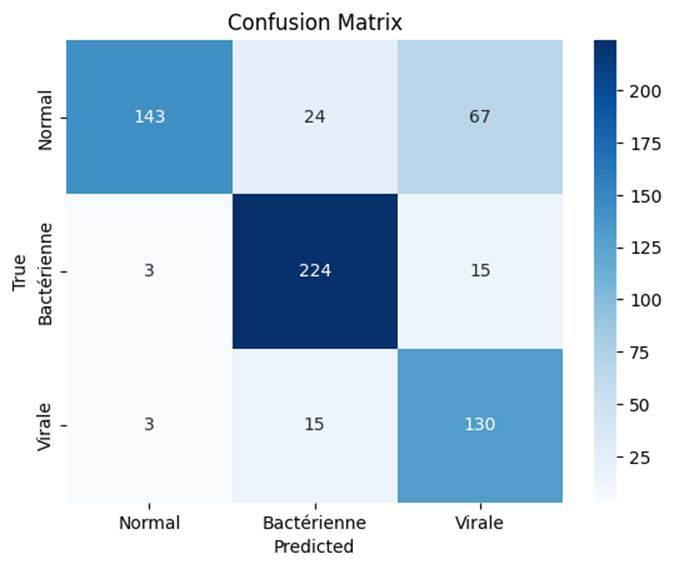 Confusion Matrix
Normal
143
24
67
True
Bactérienne
3
224
15
Virale
3
15
130
Normal
Bactérienne
Virale
Predicted
200
175
150
125
100
75
50
25